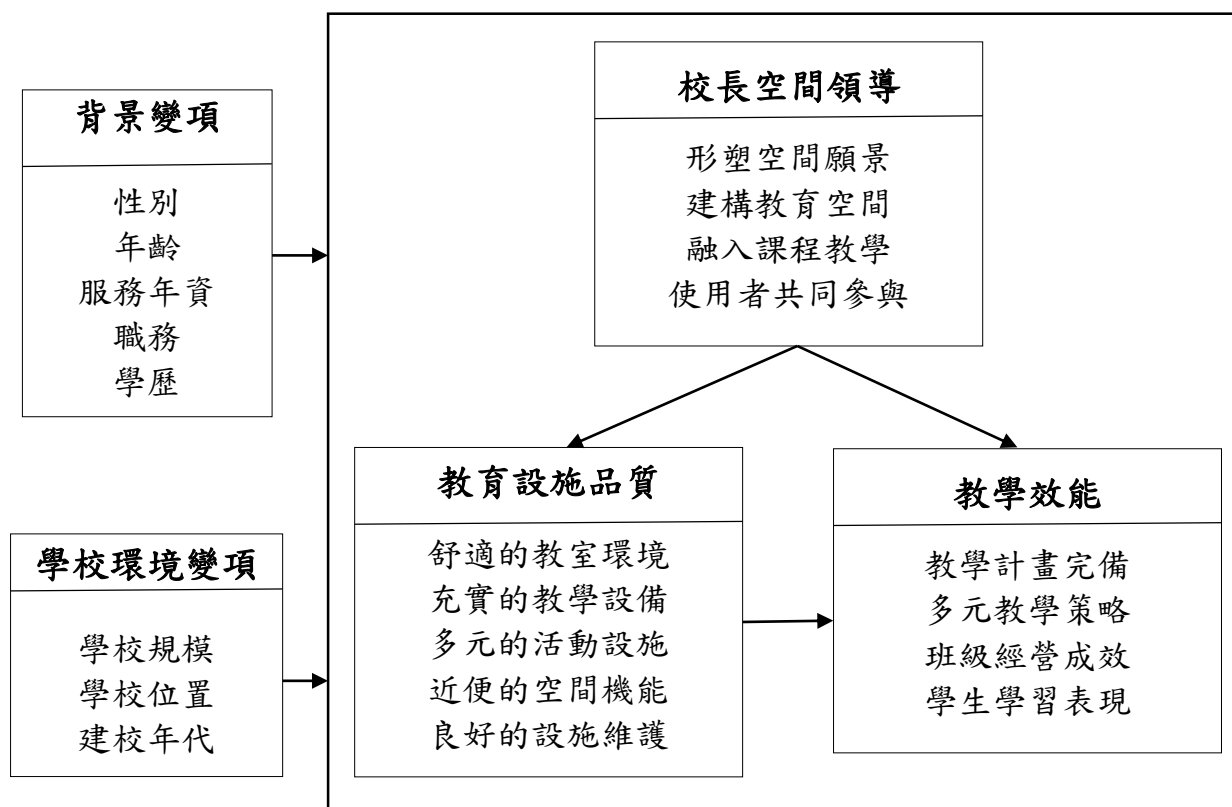 背景變項
性別
年齡
服務年資
職務
學歷
學校環境變項
學校規模
學校位置
建校年代
校長空間領導
形塑空間願景
建構教育空間
融入課程教學
使用者共同參與
教育設施品質
舒適的教室環境
充實的教學設備
多元的活動設施
近便的空間機能
良好的設施維護
教學效能
教學計畫完備
多元教學策略
班級經營成效
學生學習表現